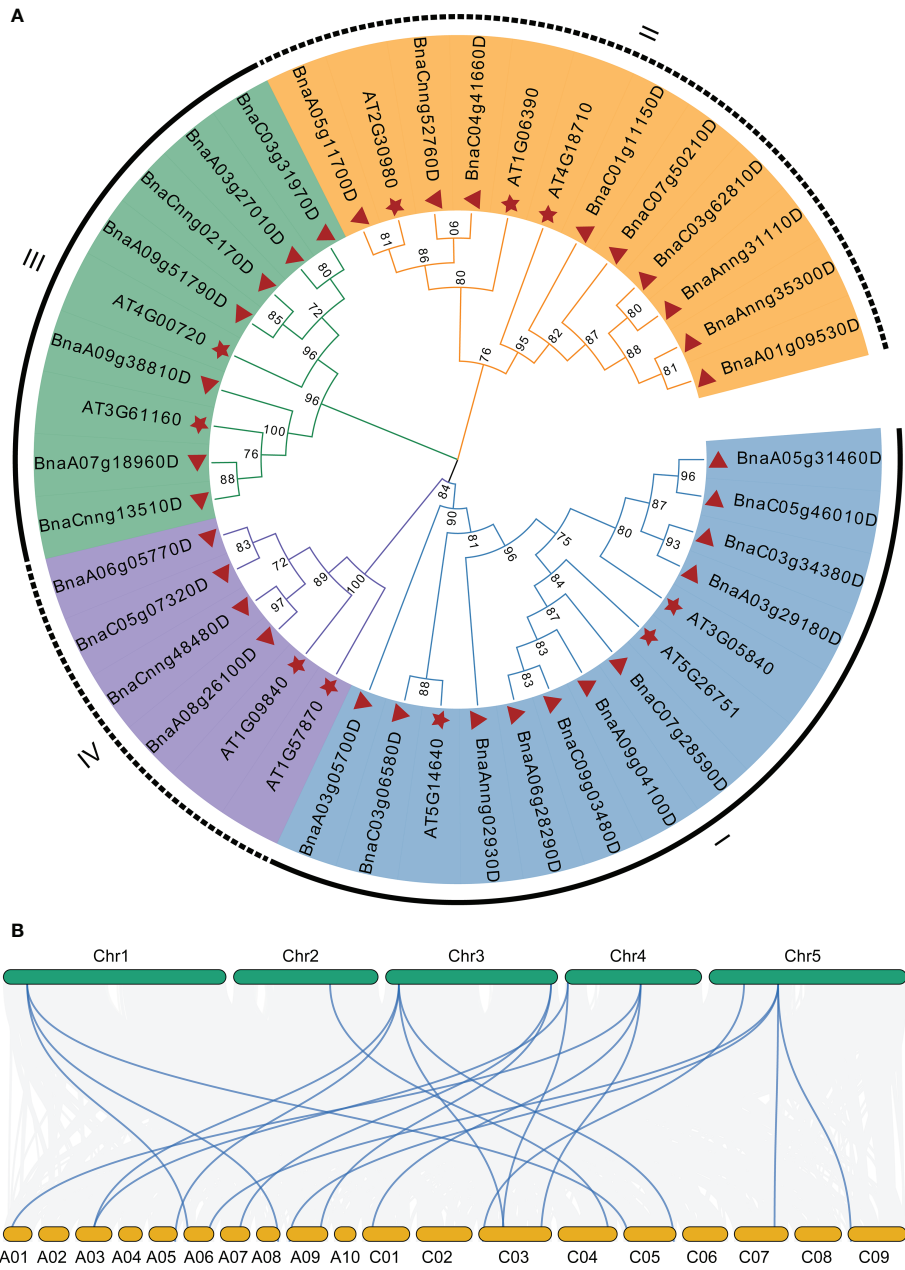 A
II
BnaA05g11700D
AT2G30980
BnaCnng52760D
BnaC04g41660D
AT1G06390
AT4G18710
BnaC01g11150D
BnaC07g50210D
BnaC03g62810D
BnaAnng31110D
BnaAnng35300D
BnaA01g09530D
81
86
90
80
76
95
82
87
80
88
81
III
BnaC03g31970D
BnaA03g27010D
BnaCnng02170D
BnaA09g51790D
AT4G00720
BnaA09g38810D
AT3G61160
BnaA07g18960D
BnaCnng13510D
80
72
85
96
96
100
76
88
IV
BnaA06g05770D
BnaC05g07320D
BnaCnng48480D
BnaA08g26100D
AT1G09840
AT1G57870
83
72
97
89
100
84
I
BnaA05g31460D
BnaC05g46010D
BnaC03g34380D
BnaA03g29180D
AT3G05840
AT5G26751
BnaC07g28590D
BnaA09g04100D
BnaC09g03480D
BnaA06g28290D
BnaAnng02930D
AT5G14640
BnaC03g06580D
BnaA03g05700D
96
87
93
80
75
84
87
83
83
96
81
90
88
B
Chr1 Chr2 Chr3 Chr4 Chr5
A01 A02 A03 A04 A05 A06 A07 A08 A09 A10 C01 C02 C03 C04 C05 C06 C07 C08 C09